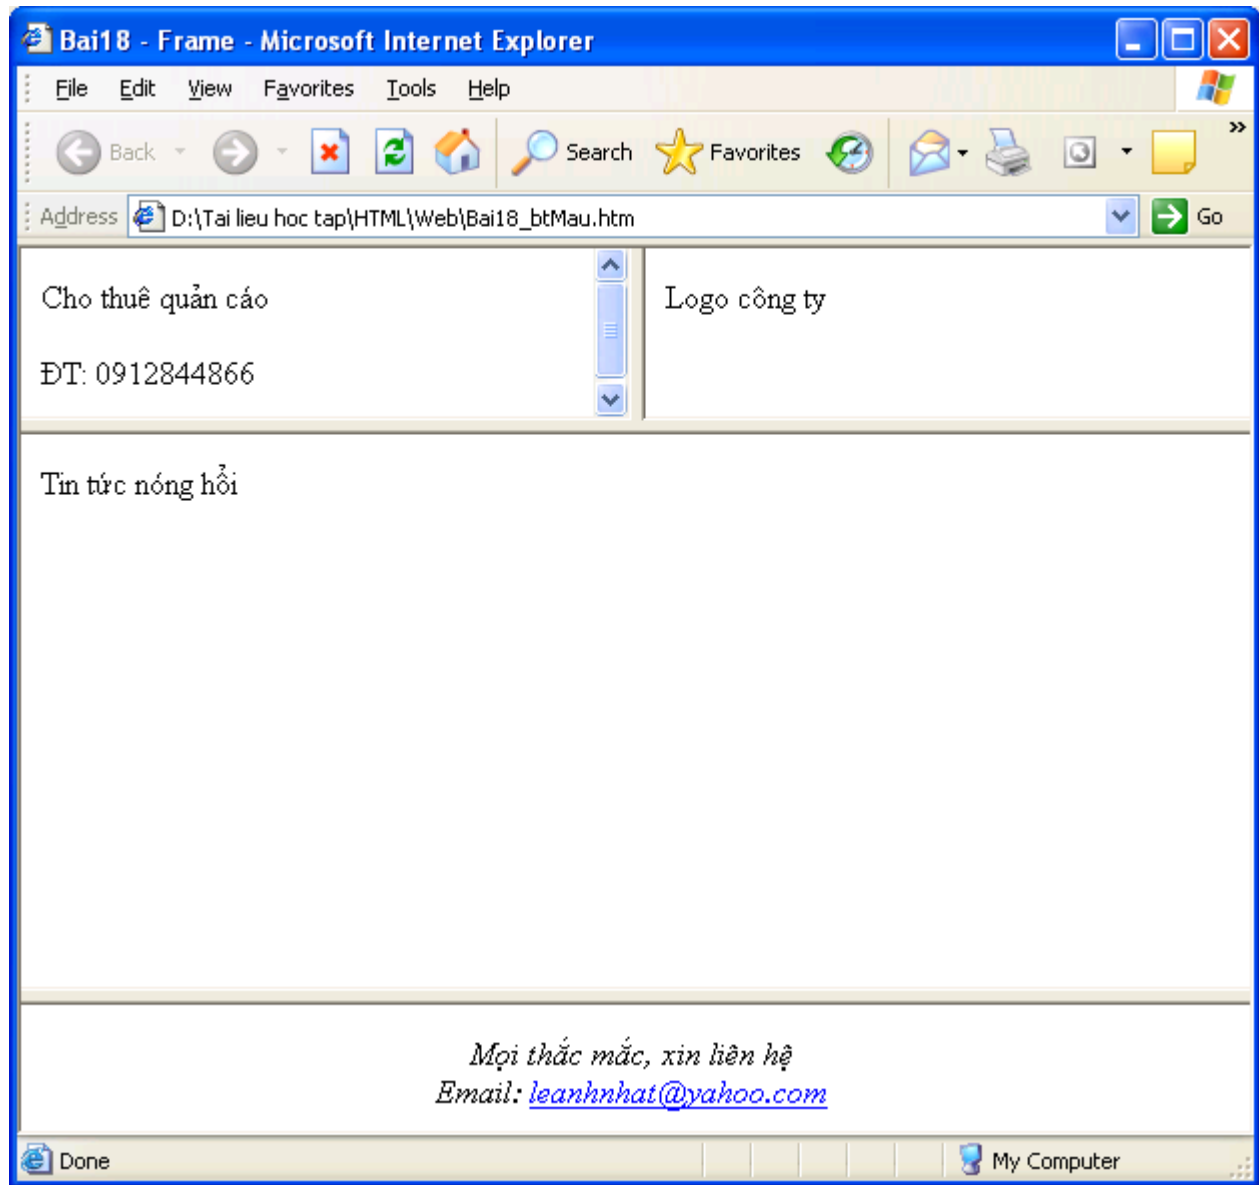 Bai18 - Frame - Microsoft Internet Explorer
File Edit View Favorites Tools Help
Back Search Favorites »
Address D:\Tai lieu hoc tap\HTML\Web\Bai18_btMau.htm Go
Cho thuê quản cáo
ĐT: 0912844866
Logo công ty
Tin tức nóng hổi
Mọi thắc mắc, xin liên hệ
Email: leanhnhat@yahoo.com
Done My Computer